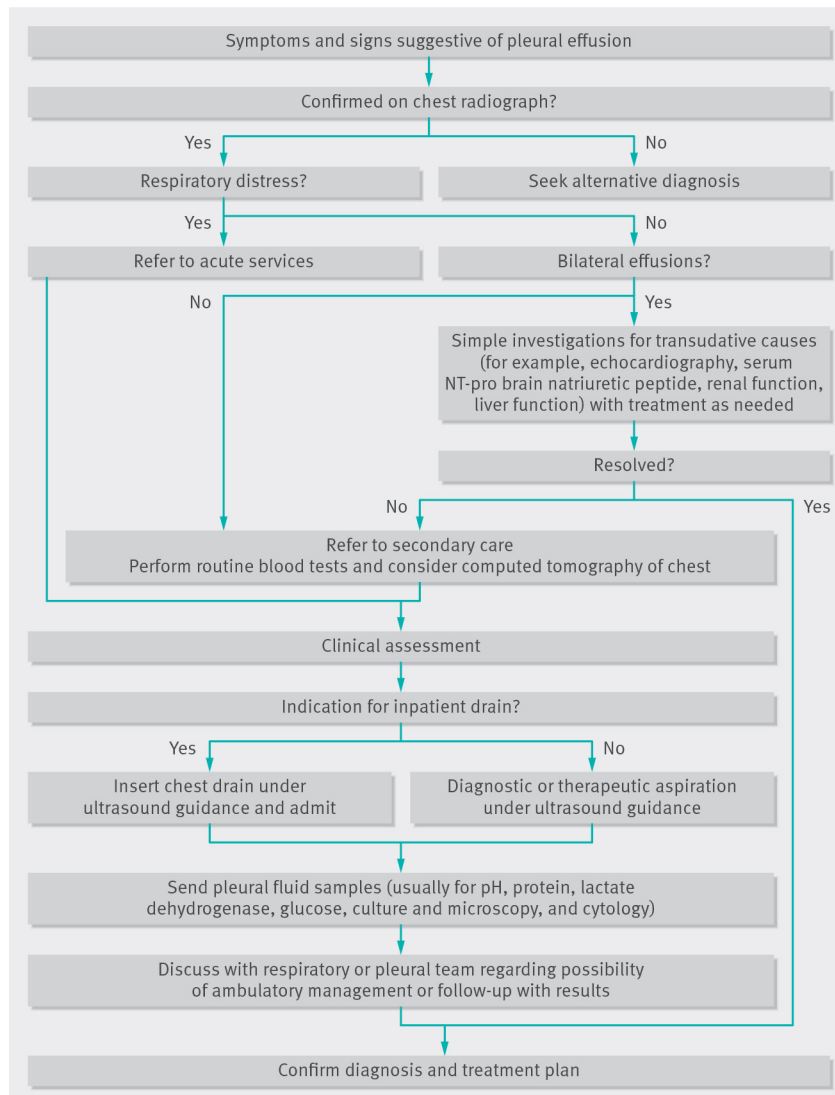 Symptoms and signs suggestive of pleural effusion
Confirmed on chest radiograph?
Yes
No
Respiratory distress?
Seek alternative diagnosis
Yes
No
Refer to acute services
Bilateral effusions?
No
Yes
Simple investigations for transudative causes
(for example, echocardiography, serum
NT-pro brain natriuretic peptide, renal function,
liver function) with treatment as needed
Resolved?
No
Yes
Refer to secondary care
Perform routine blood tests and consider computed tomography of chest
Clinical assessment
Indication for inpatient drain?
Yes
No
Insert chest drain under
ultrasound guidance and admit
Diagnostic or therapeutic aspiration
under ultrasound guidance
Send pleural fluid samples (usually for pH, protein, lactate
dehydrogenase, glucose, culture and microscopy, and cytology)
Discuss with respiratory or pleural team regarding possibility
of ambulatory management or follow-up with results
Confirm diagnosis and treatment plan